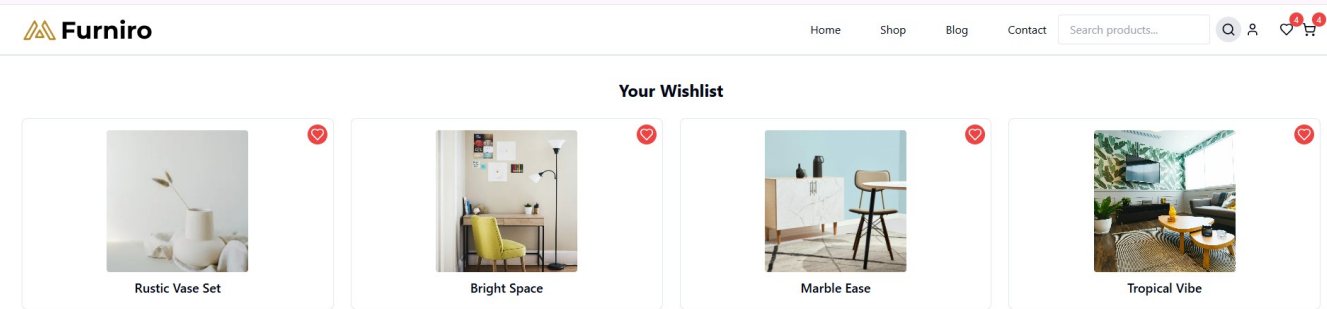 Furniro Home Shop Blog Contact Search products... 4 4
Your Wishlist
Rustic Vase Set Bright Space Marble Ease Tropical Vibe